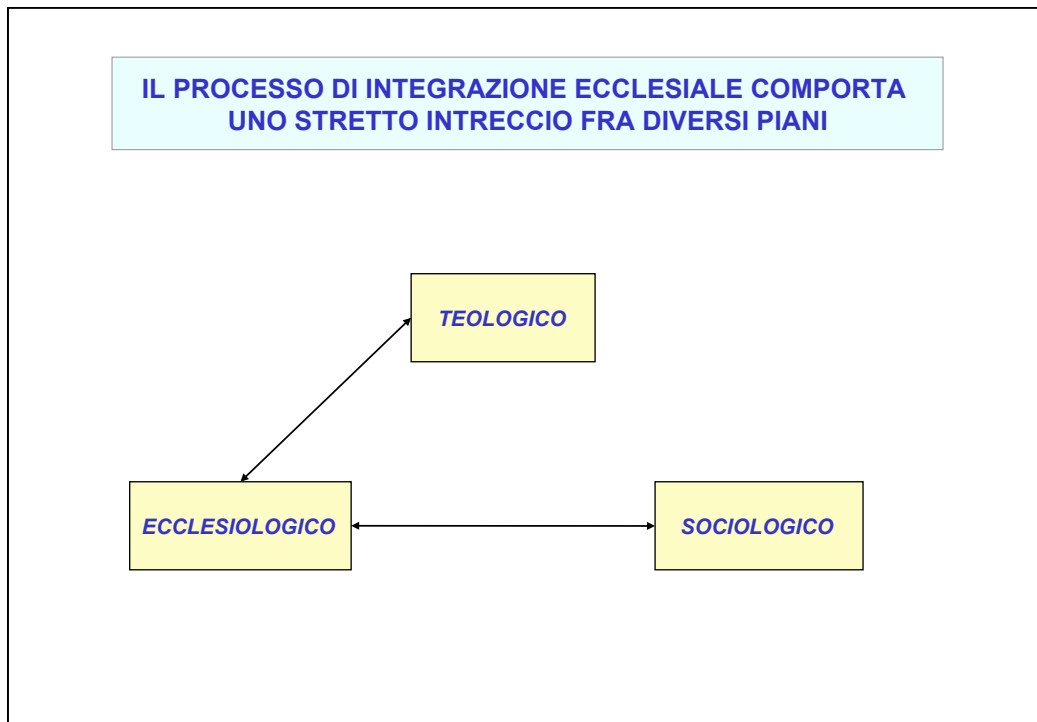 IL PROCESSO DI INTEGRAZIONE ECCLESIALE COMPORTA
UNO STRETTO INTRECCIO FRA DIVERSI PIANI
TEOLOGICO
ECCLESIOLOGICO
SOCIOLOGICO